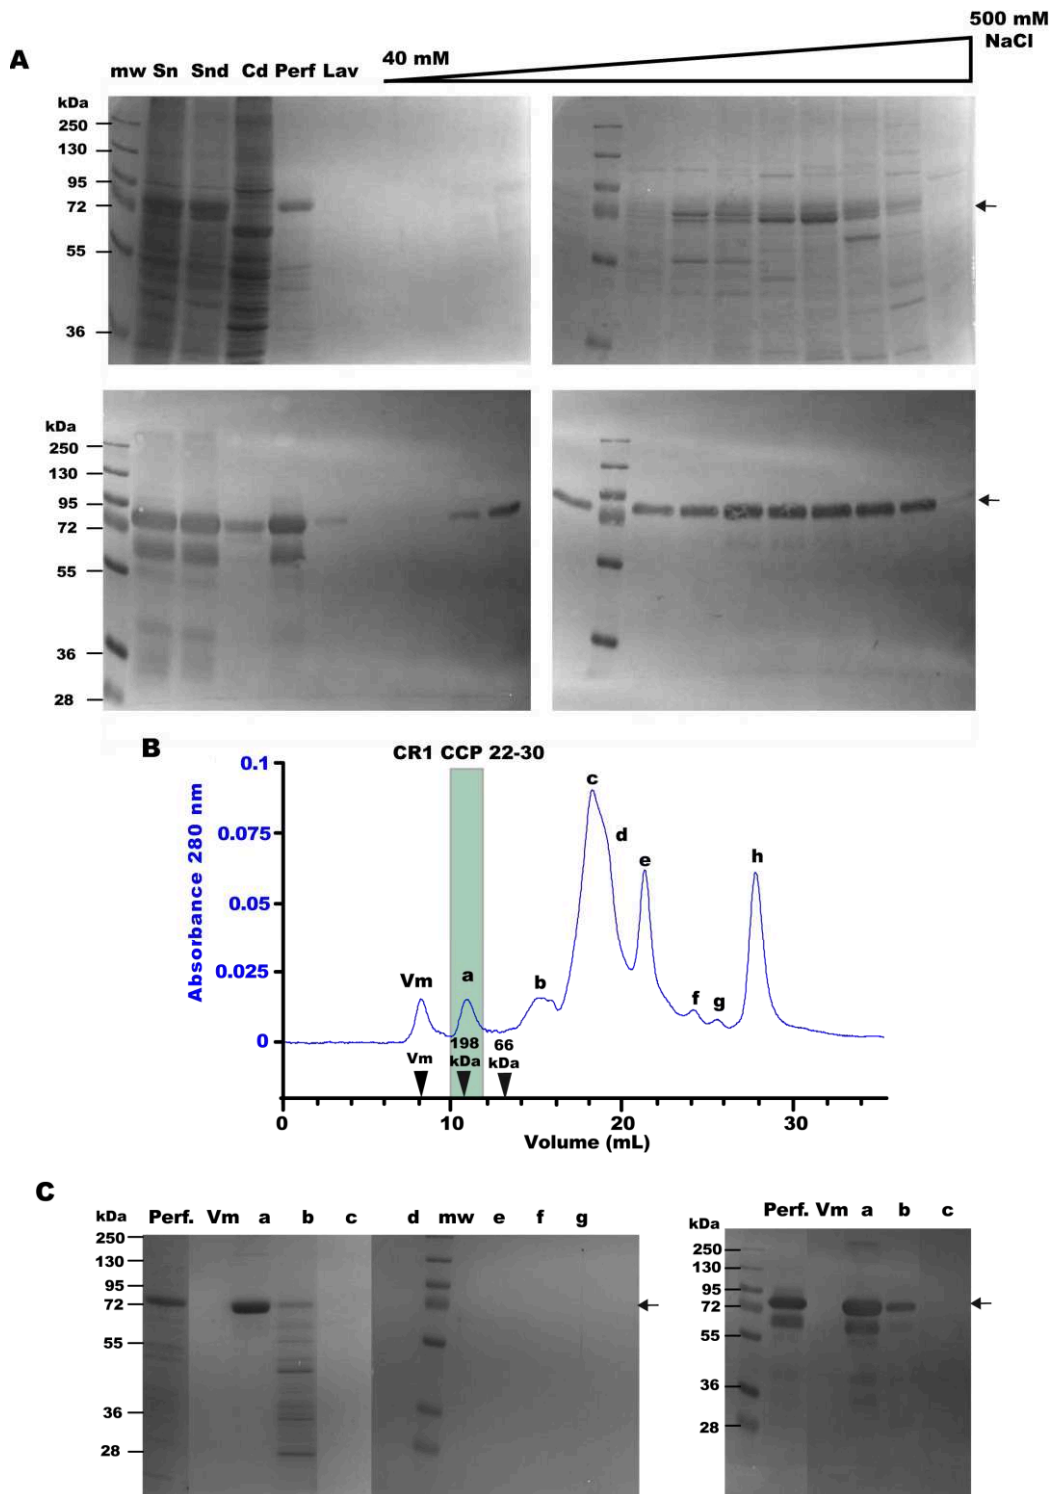 A
mw Sn Snd Cd Perf Lav
40 mM
500 mM
NaCl
kDa
250
130
95
72
55
36
kDa
250
130
95
72
55
36
28
B
CR1 CCP 22-30
Absorbance 280 nm
0.1
0.075
0.05
0.025
0
Vm
a
b
c
d
e
f
g
h
Vm
198
kDa
66
kDa
0
10
20
30
Volume (mL)
C
kDa
Perf. Vm a b c d mw e f g
250
130
95
72
55
36
28
kDa
Perf. Vm a b c
250
130
95
72
55
36
28